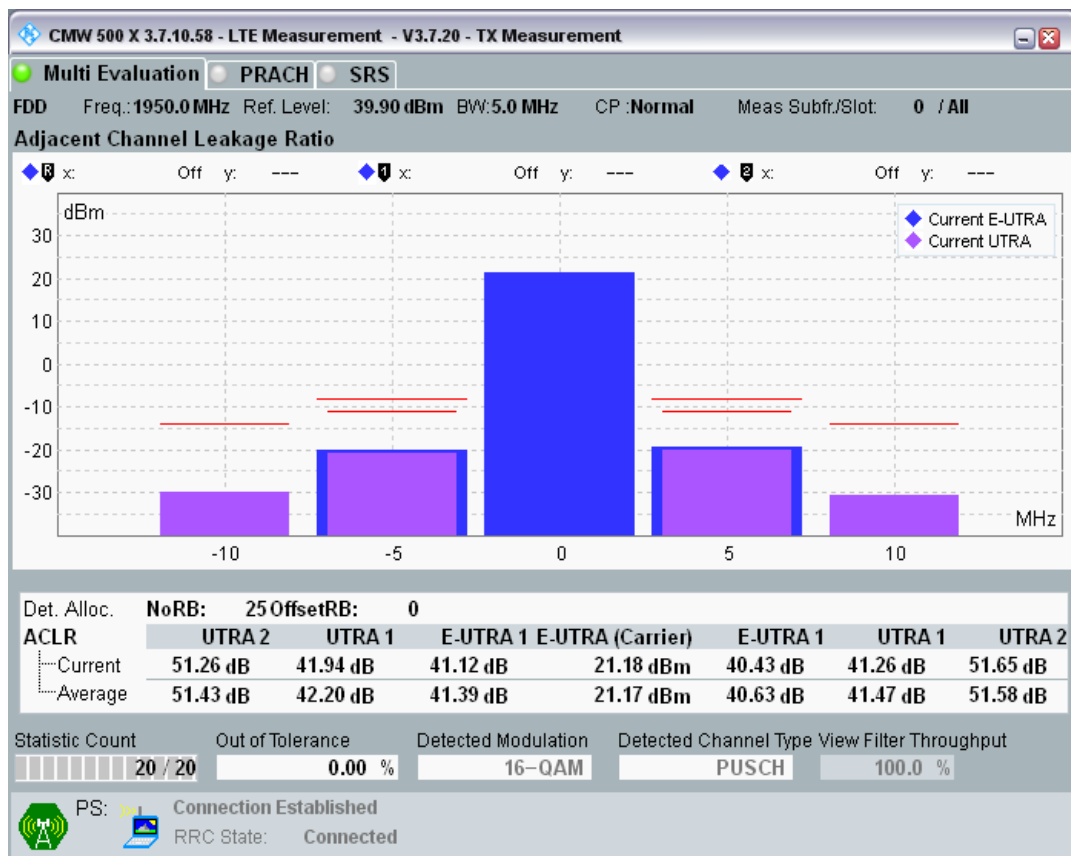 CMW 500 X 3.7.10.58 - LTE Measurement - V3.7.20 - TX Measurement
Multi Evaluation PRACH SRS
FDD Freq.: 1950.0 MHz Ref. Level: 39.90 dBm BW: 5.0 MHz CP : Normal Meas Subfr./Slot: 0 / All
Adjacent Channel Leakage Ratio
R x: Off y: --- 1 x: Off y: --- 2 x: Off y: ---
dBm
Current E-UTRA
Current UTRA
30
20
10
0
-10
-20
-30
MHz
-10 -5 0 5 10
Det. Alloc. NoRB: 25 OffsetRB: 0
ACLR UTRA 2 UTRA 1 E-UTRA 1 E-UTRA (Carrier) E-UTRA 1 UTRA 1 UTRA 2
Current 51.26 dB 41.94 dB 41.12 dB 21.18 dBm 40.43 dB 41.26 dB 51.65 dB
Average 51.43 dB 42.20 dB 41.39 dB 21.17 dBm 40.63 dB 41.47 dB 51.58 dB
Statistic Count Out of Tolerance Detected Modulation Detected Channel Type View Filter Throughput
20 / 20 0.00 % 16-QAM PUSCH 100.0 %
PS: Connection Established
RRC State: Connected